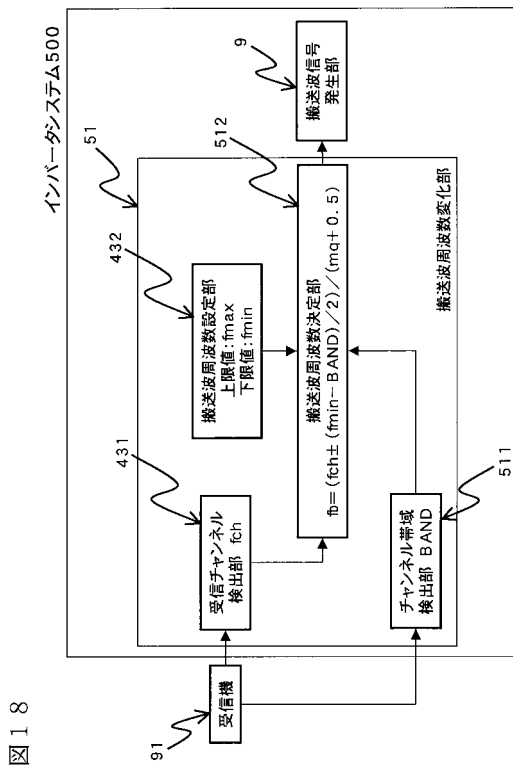 図18
インバータシステム500
51
432
搬送波周波数設定部
上限値:fmax
下限値:fmin
431
受信チャンネル
検出部 fch
512
9
搬送波信号
発生部
搬送波周波数決定部
fb=(fch±(fmin−BAND)/2)/(mq+0.5)
受信機
91
チャンネル帯域
検出部 BAND
511
搬送波周波数変化部